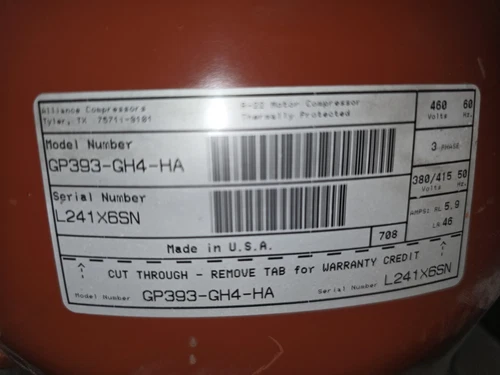 Alliance Compressors
Tyler, TX 75711-9181
R-22 Motor Compressor
Thermally Protected
460 60
Volts Hz.
3 PHASE
380/415 50
Volts Hz.
AMPS: RL 5.9
LR 46
Model Number
GP393-GH4-HA
Serial Number
L241X6SN
Made in U.S.A.
708
CUT THROUGH - REMOVE TAB for WARRANTY CREDIT
Model Number GP393-GH4-HA Serial Number L241X6SN